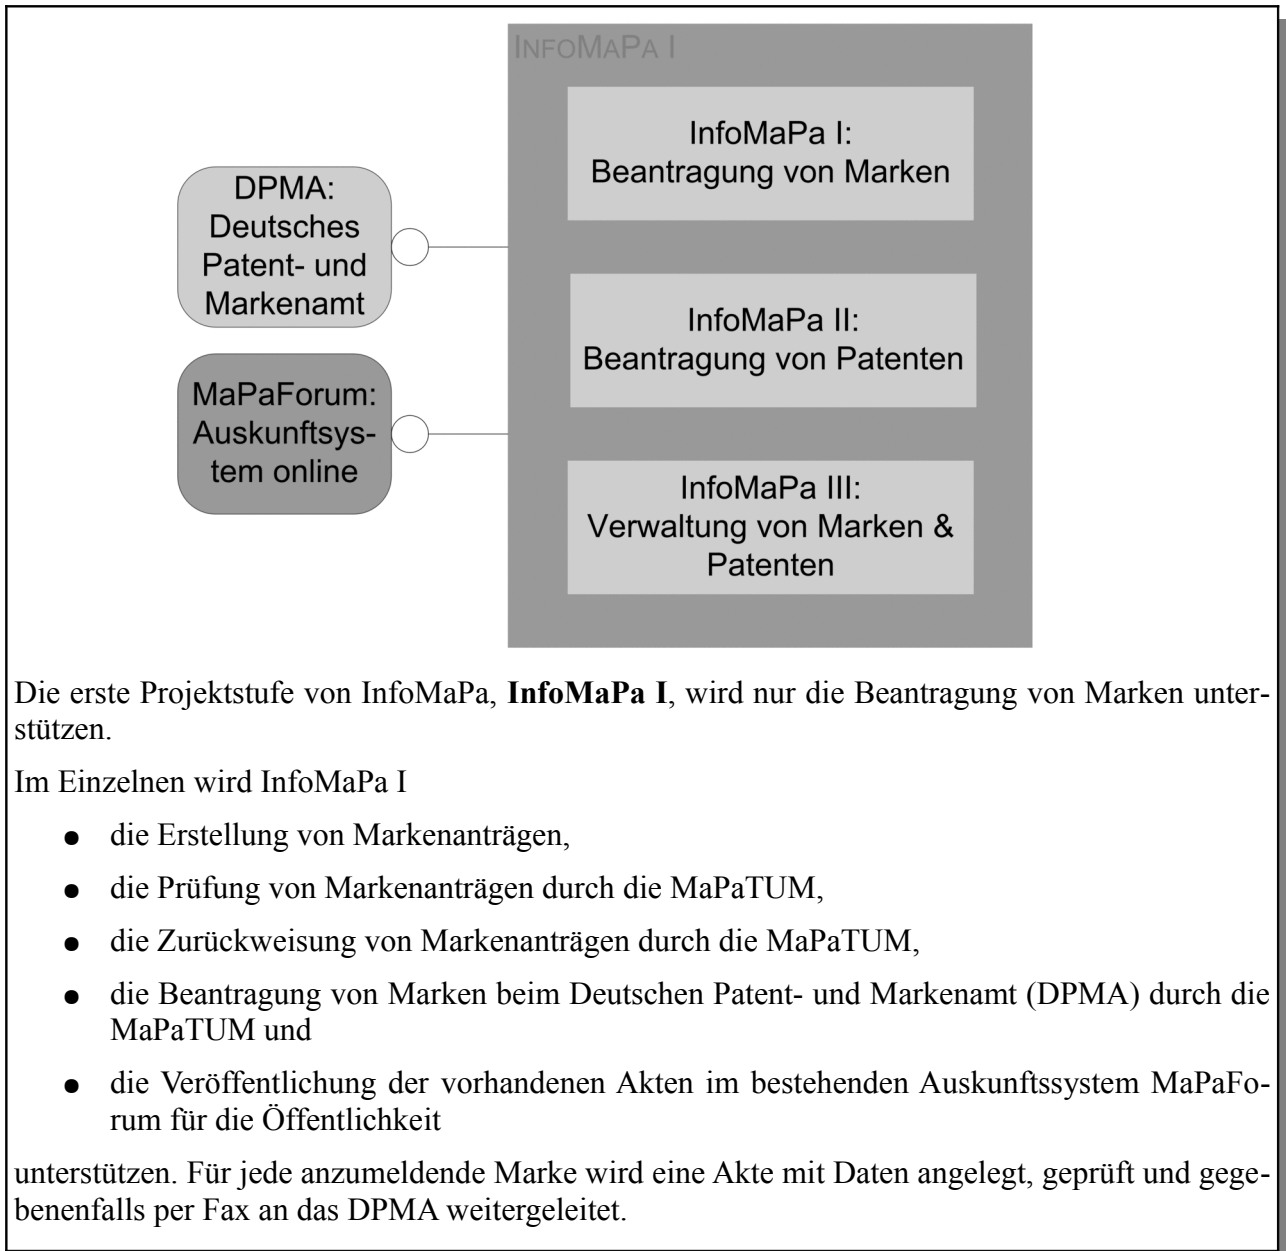 INFOMAPA I
InfoMaPa I:
Beantragung von Marken
DPMA:
Deutsches
Patent- und
Markenamt
InfoMaPa II:
Beantragung von Patenten
MaPaForum:
Auskunftsys-
tem online
InfoMaPa III:
Verwaltung von Marken &
Patenten
Die erste Projektstufe von InfoMaPa, InfoMaPa I, wird nur die Beantragung von Marken unter-
stützen.
Im Einzelnen wird InfoMaPa I
● die Erstellung von Markenanträgen,
● die Prüfung von Markenanträgen durch die MaPaTUM,
● die Zurückweisung von Markenanträgen durch die MaPaTUM,
● die Beantragung von Marken beim Deutschen Patent- und Markenamt (DPMA) durch die
MaPaTUM und
● die Veröffentlichung der vorhandenen Akten im bestehenden Auskunftssystem MaPaFo-
rum für die Öffentlichkeit
unterstützen. Für jede anzumeldende Marke wird eine Akte mit Daten angelegt, geprüft und gege-
benenfalls per Fax an das DPMA weitergeleitet.